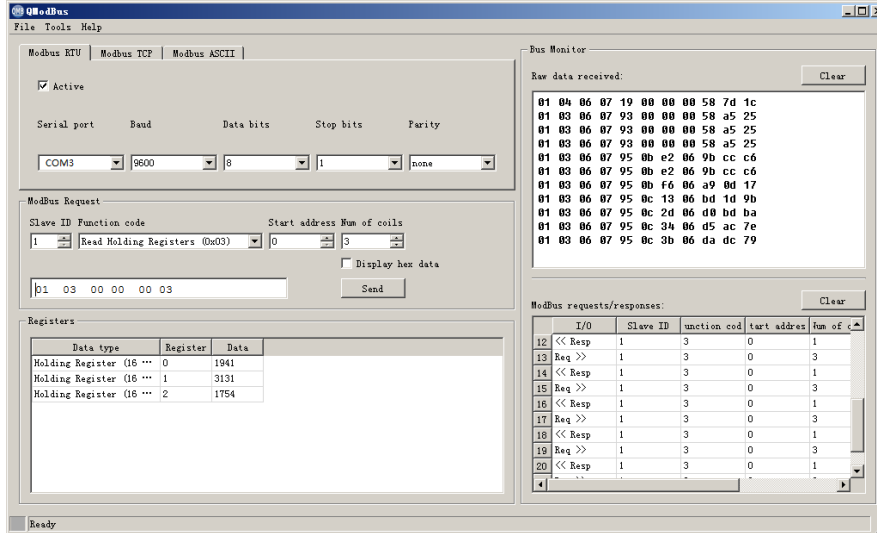 QModBus
File Tools Help
Modbus RTU Modbus TCP Modbus ASCII
Active
Serial port Baud Data bits Stop bits Parity
COM3 9600 8 1 none
ModBus Request
Slave ID Function code Start address Num of coils
1 Read Holding Registers (0x03) 0 3
Display hex data
01 03 00 00 00 03 Send
Registers
Data type Register Data
Holding Register (16 ... 0 1941
Holding Register (16 ... 1 3131
Holding Register (16 ... 2 1754
Bus Monitor
Raw data received: Clear
01 04 06 07 19 00 00 00 58 7d 1c
01 03 06 07 93 00 00 00 58 a5 25
01 03 06 07 93 00 00 00 58 a5 25
01 03 06 07 93 00 00 00 58 a5 25
01 03 06 07 95 0b e2 06 9b cc c6
01 03 06 07 95 0b e2 06 9b cc c6
01 03 06 07 95 0b f6 06 a9 0d 17
01 03 06 07 95 0c 13 06 bd 1d 9b
01 03 06 07 95 0c 2d 06 d0 bd ba
01 03 06 07 95 0c 34 06 d5 ac 7e
01 03 06 07 95 0c 3b 06 da dc 79
ModBus requests/responses: Clear
I/O Slave ID unction cod tart addres um of c
12 << Resp 1 3 0 1
13 Req >> 1 3 0 3
14 << Resp 1 3 0 1
15 Req >> 1 3 0 3
16 << Resp 1 3 0 1
17 Req >> 1 3 0 3
18 << Resp 1 3 0 1
19 Req >> 1 3 0 3
20 << Resp 1 3 0 1
Ready